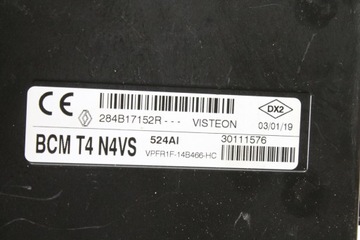 CE
DX2
284B17152R--- VISTEON 03/01/19
BCM T4 N4VS 524AI 30111576
VPFR1F-14B466-HC